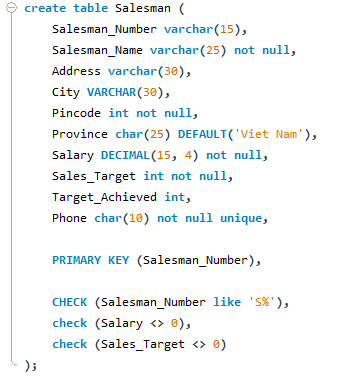 create table Salesman (
Salesman_Number varchar(15),
Salesman_Name varchar(25) not null,
Address varchar(30),
City VARCHAR(30),
Pincode int not null,
Province char(25) DEFAULT('Viet Nam'),
Salary DECIMAL(15, 4) not null,
Sales_Target int not null,
Target_Achieved int,
Phone char(10) not null unique,
PRIMARY KEY (Salesman_Number),
CHECK (Salesman_Number like 'S%'),
check (Salary <> 0),
check (Sales_Target <> 0)
);